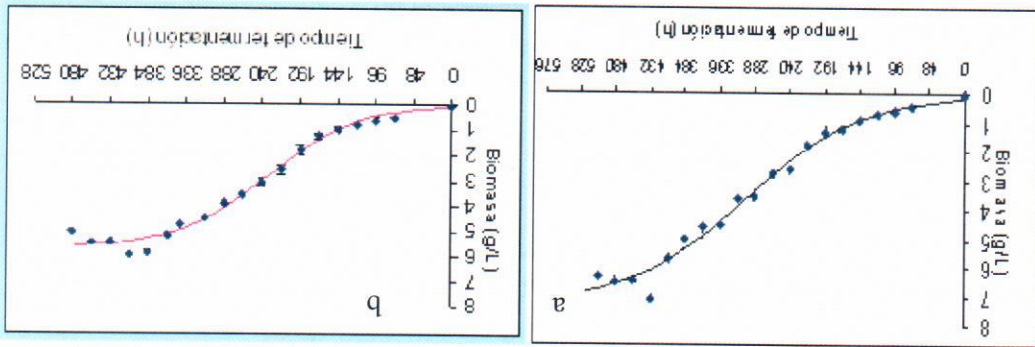 a
Biomasa (g/L)
8
7
6
5
4
3
2
1
0
0 48 96 144 192 240 288 336 384 432 480 528 576
Tiempo de fermentación (h)
b
Biomasa (g/L)
8
7
6
5
4
3
2
1
0
0 48 96 144 192 240 288 336 384 432 480 528
Tiempo de fermentación (h)